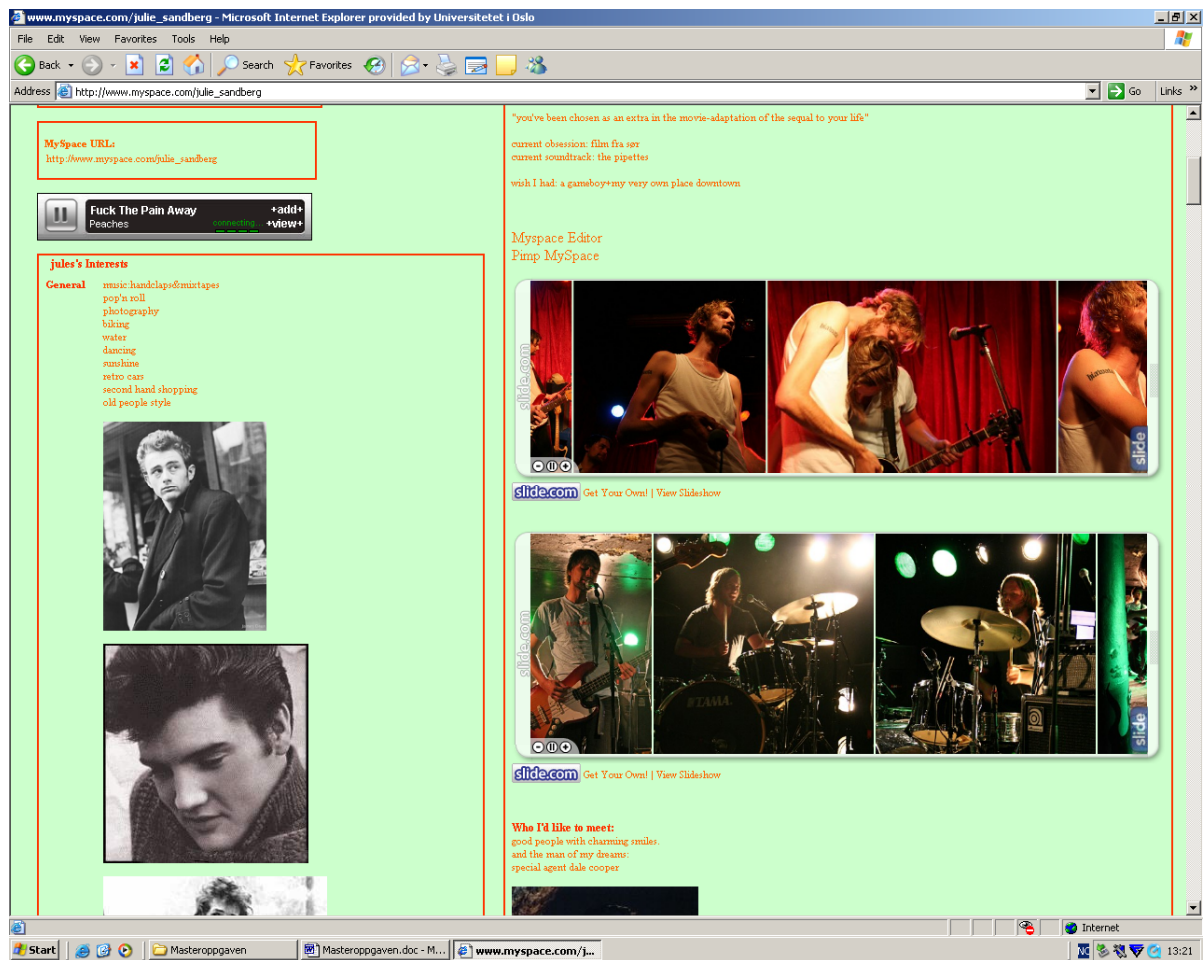 www.myspace.com/julie_sandberg - Microsoft Internet Explorer provided by Universitetet i Oslo
File Edit View Favorites Tools Help
Back Search Favorites
Address http://www.myspace.com/julie_sandberg Go Links »
MySpace URL:
http://www.myspace.com/julie_sandberg
Fuck The Pain Away +add+
Peaches connecting... +view+
jules's Interests
General music:handclaps&mixtapes
pop'n roll
photography
biking
water
dancing
sunshine
retro cars
second hand shopping
old people style
"you've been chosen as an extra in the movie-adaptation of the sequal to your life"
current obsession: film fra sør
current soundtrack: the pipettes
wish I had: a gameboy+my very own place downtown
Myspace Editor
Pimp MySpace
slide.com
slide
slide.com Get Your Own! | View Slideshow
slide.com
TAMA
slide
slide.com Get Your Own! | View Slideshow
Who I'd like to meet:
good people with charming smiles.
and the man of my dreams:
special agent dale cooper
Internet
Start Masteroppgaven Masteroppgaven.doc - M... www.myspace.com/j... NO 13:21